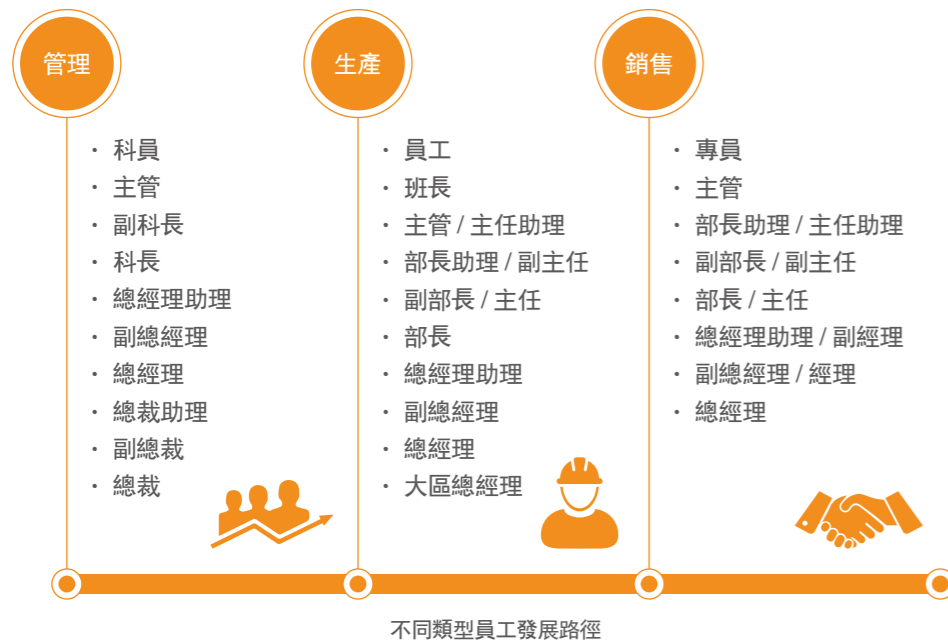 管理
・ 科員
・ 主管
・ 副科長
・ 科長
・ 總經理助理
・ 副總經理
・ 總經理
・ 總裁助理
・ 副總裁
・ 總裁
生產
・ 員工
・ 班長
・ 主管 / 主任助理
・ 部長助理 / 副主任
・ 副部長 / 主任
・ 部長
・ 總經理助理
・ 副總經理
・ 總經理
・ 大區總經理
銷售
・ 專員
・ 主管
・ 部長助理 / 主任助理
・ 副部長 / 副主任
・ 部長 / 主任
・ 總經理助理 / 副經理
・ 副總經理 / 經理
・ 總經理
不同類型員工發展路徑